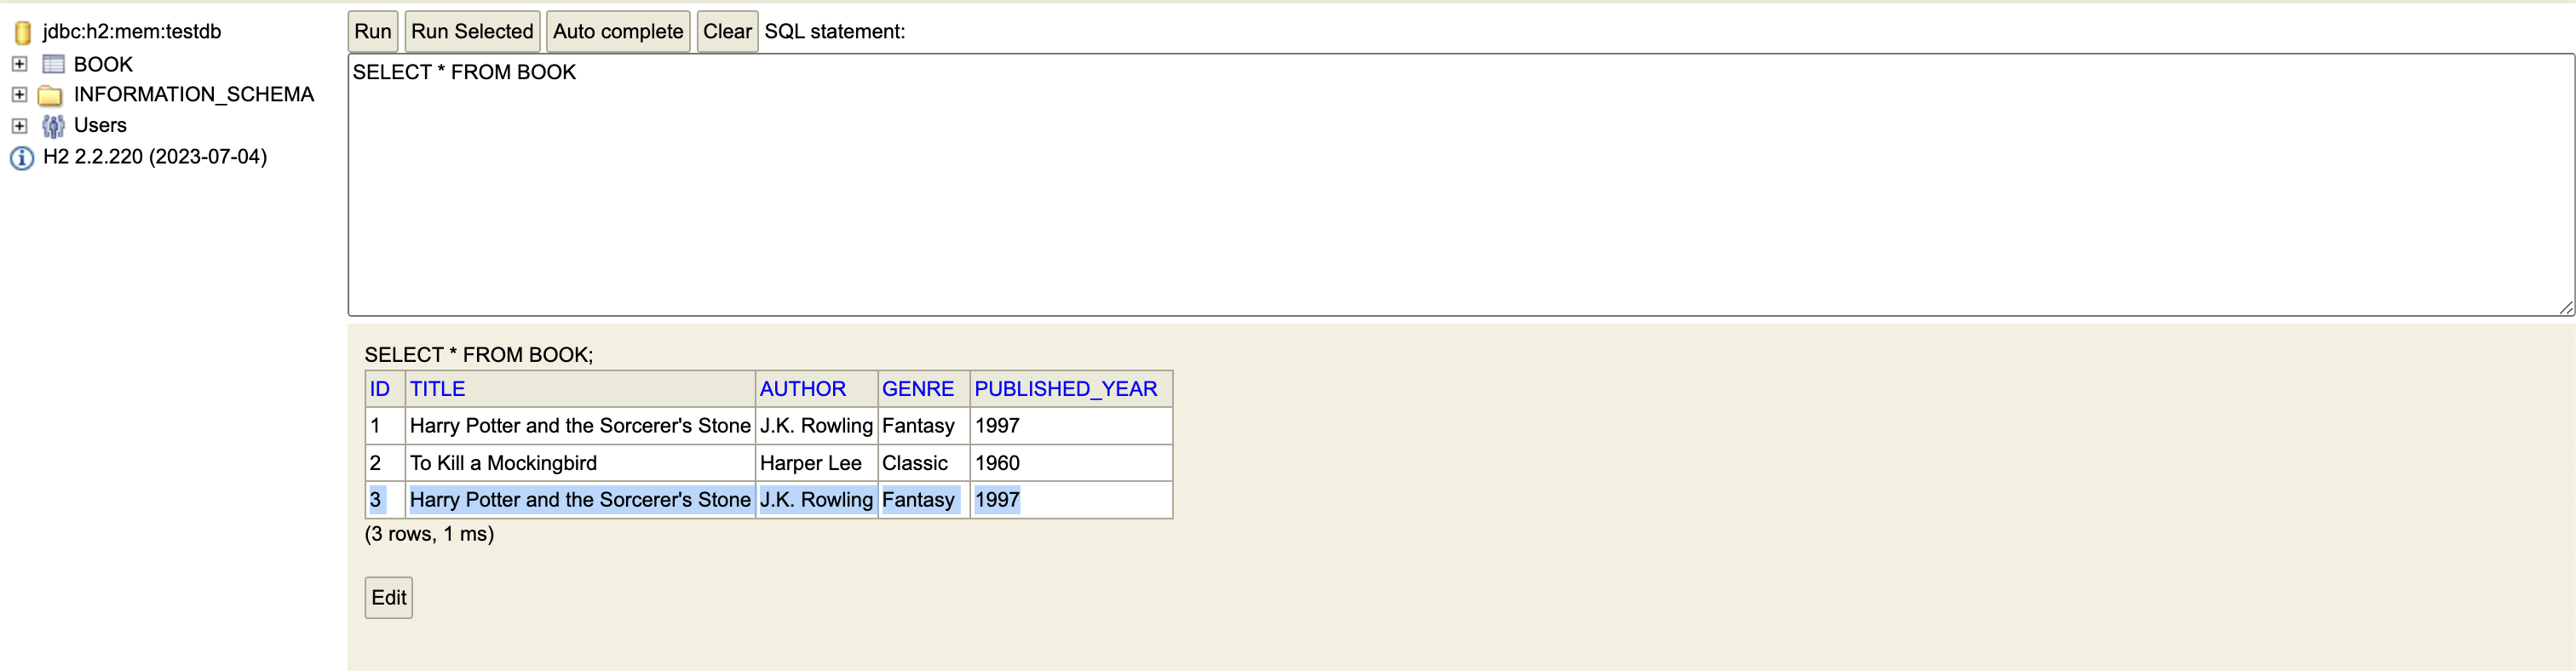 jdbc:h2:mem:testdb
BOOK
INFORMATION_SCHEMA
Users
H2 2.2.220 (2023-07-04)
Run Run Selected Auto complete Clear SQL statement:
SELECT * FROM BOOK
SELECT * FROM BOOK;
ID TITLE AUTHOR GENRE PUBLISHED_YEAR
1 Harry Potter and the Sorcerer's Stone J.K. Rowling Fantasy 1997
2 To Kill a Mockingbird Harper Lee Classic 1960
3 Harry Potter and the Sorcerer's Stone J.K. Rowling Fantasy 1997
(3 rows, 1 ms)
Edit